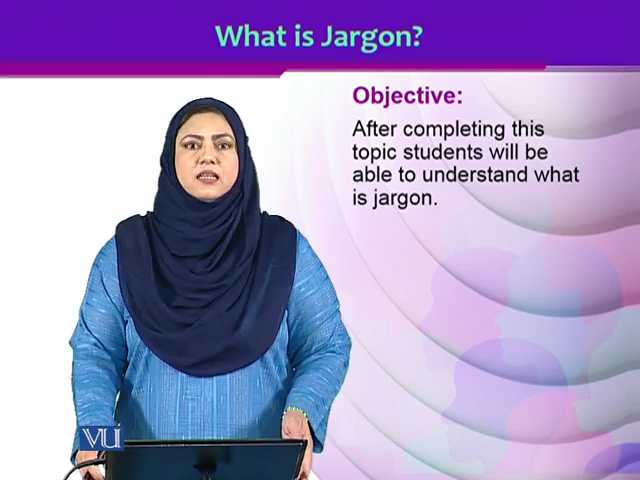 What is Jargon?
Objective:
After completing this
topic students will be
able to understand what
is jargon.
VU